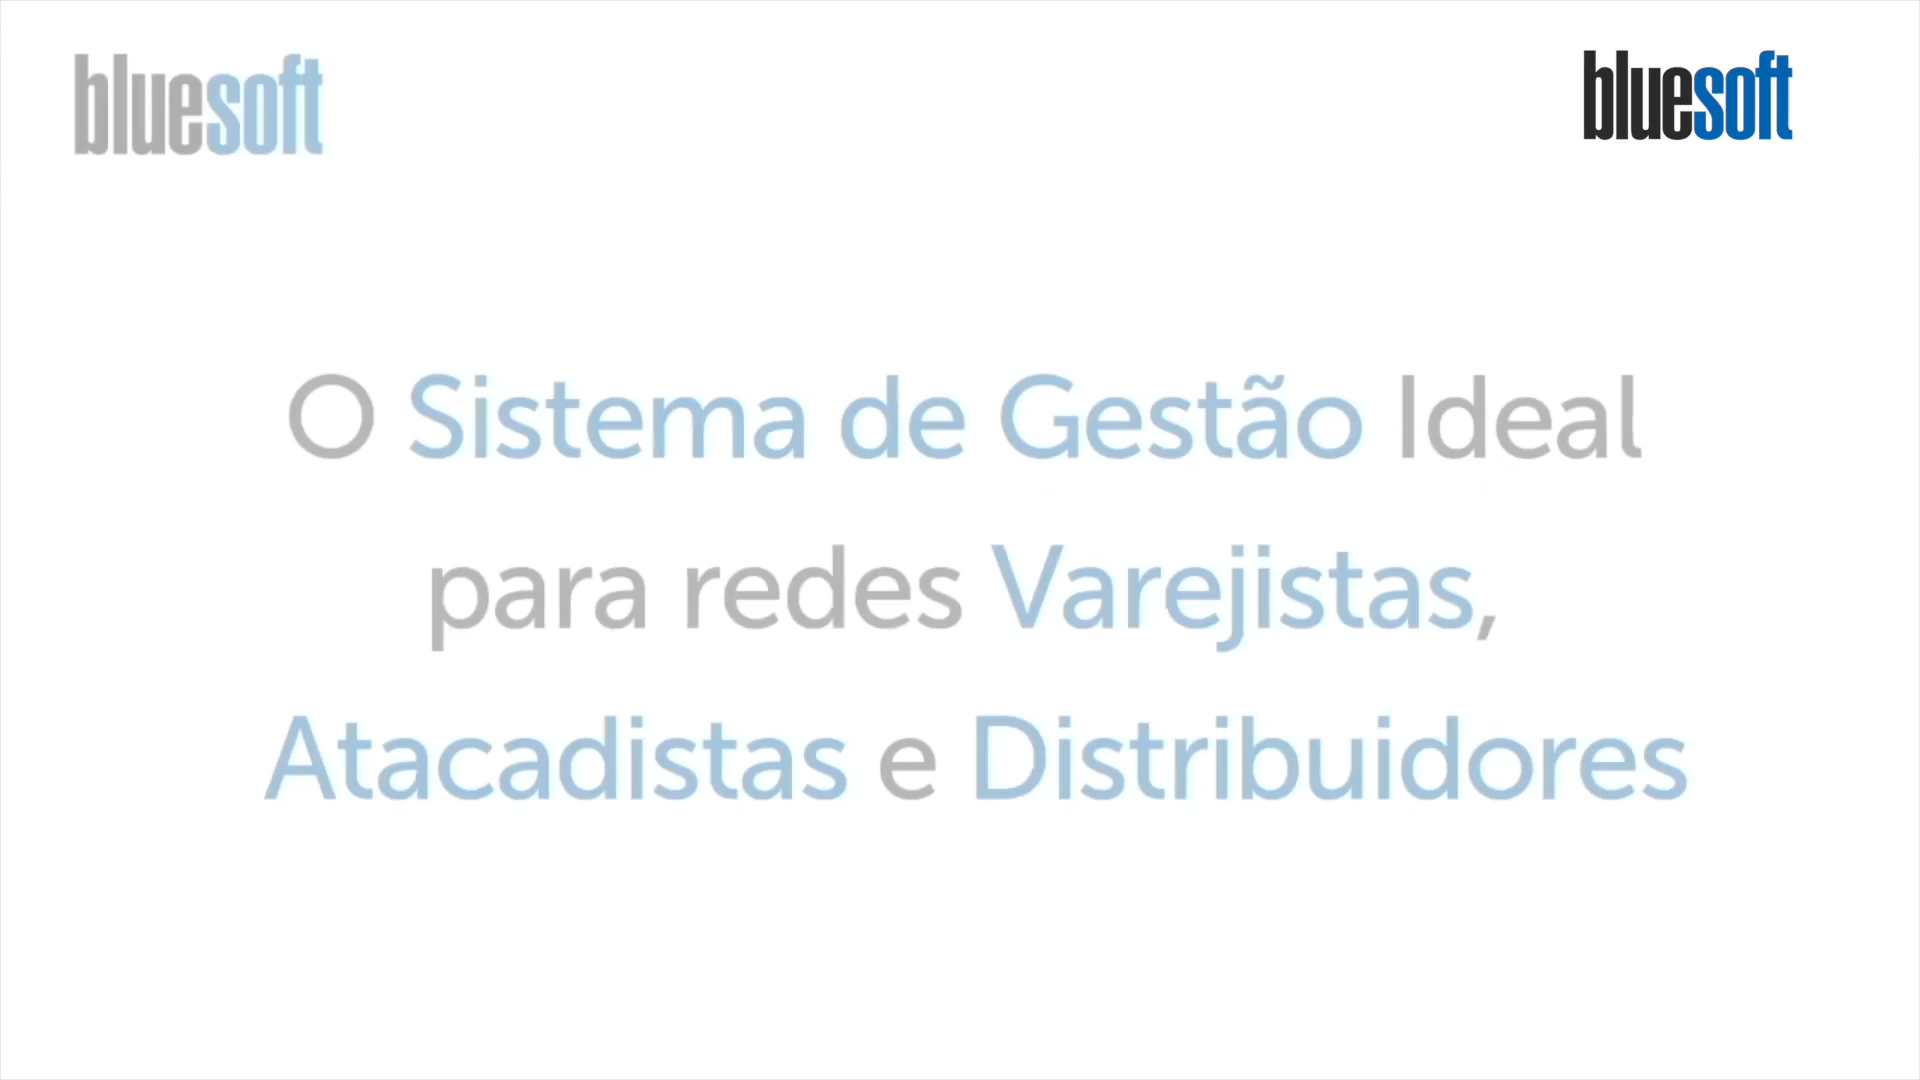 bluesoft
bluesoft
O Sistema de Gestão Ideal
para redes Varejistas,
Atacadistas e Distribuidores